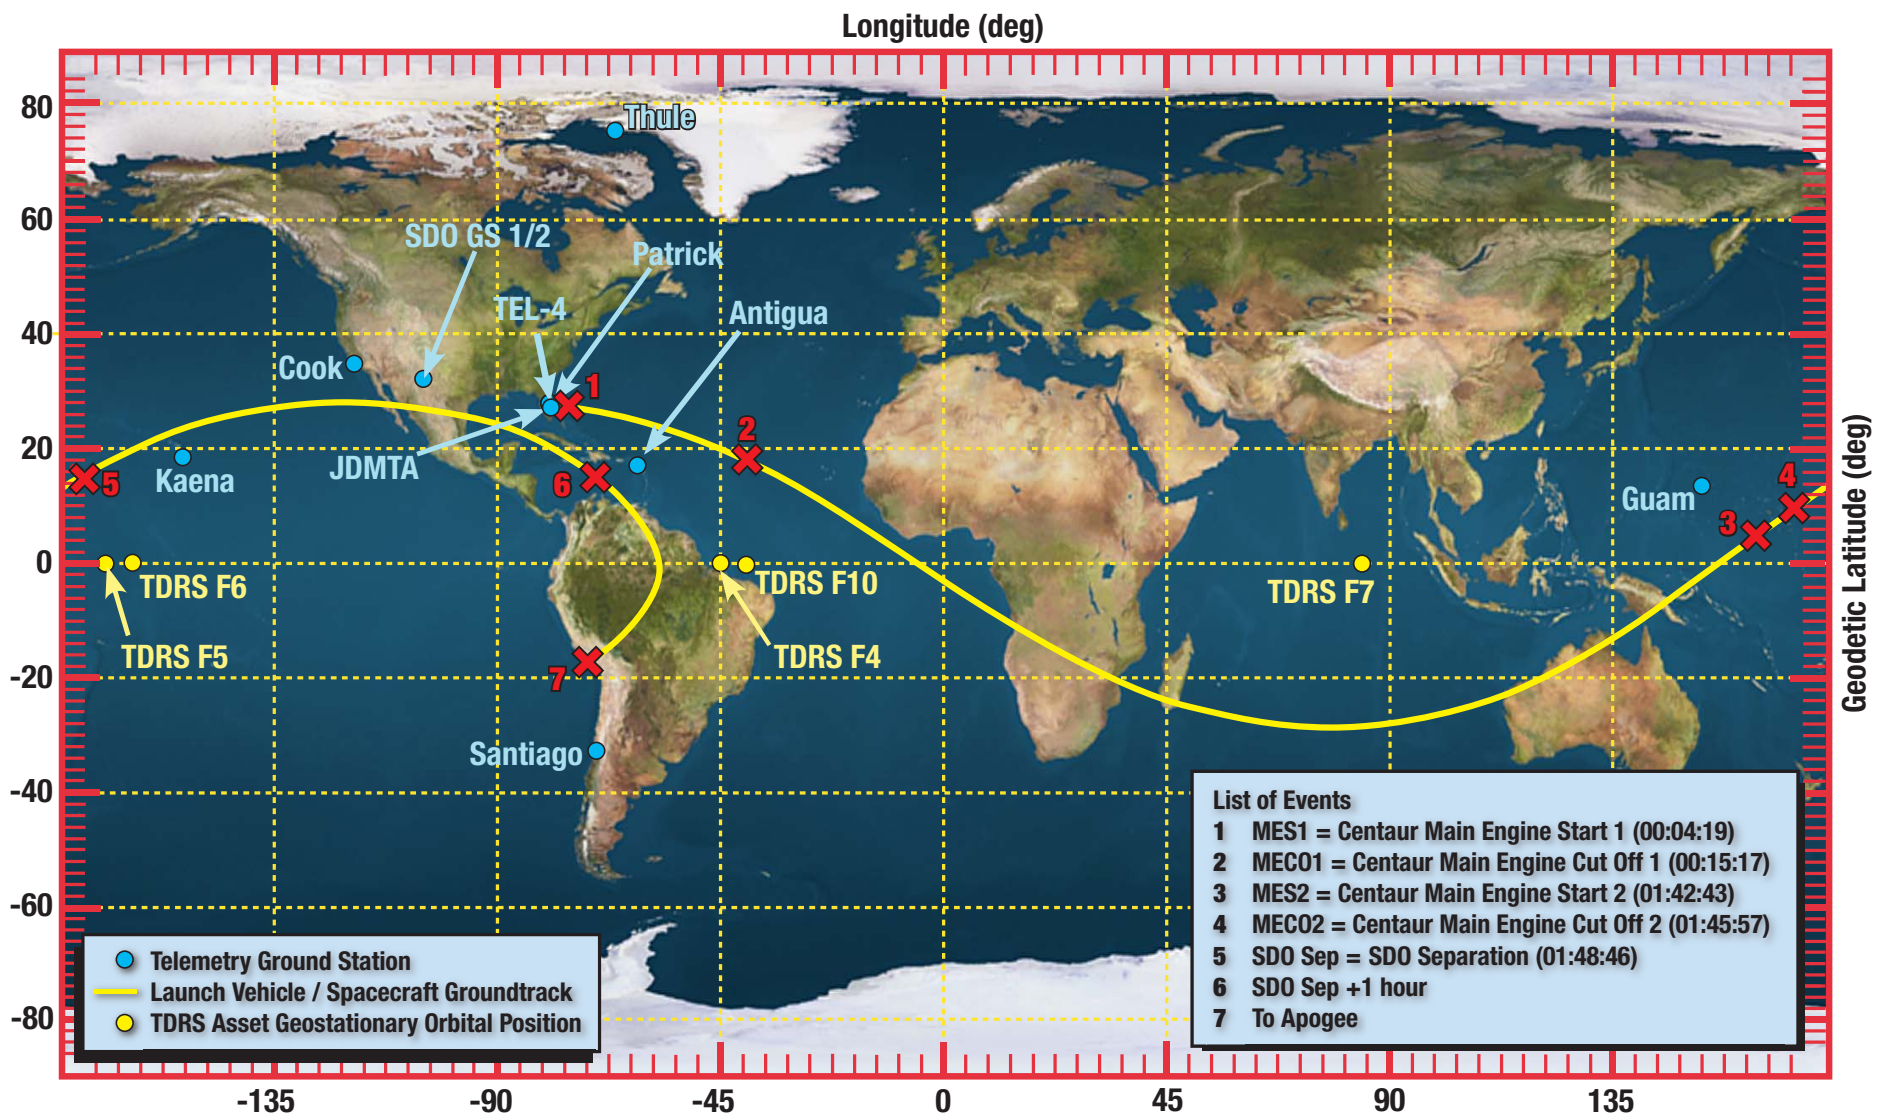 Longitude (deg)
80
60
40
20
0
-20
-40
-60
-80
Thule
SDO GS 1/2
Patrick
TEL-4
Antigua
Cook
1
2
JDMTA
Kaena
5
6
4
Guam
3
TDRS F6
TDRS F10
TDRS F7
TDRS F5
TDRS F4
7
Santiago
Geodetic Latitude (deg)
List of Events
1 MES1 = Centaur Main Engine Start 1 (00:04:19)
2 MECO1 = Centaur Main Engine Cut Off 1 (00:15:17)
3 MES2 = Centaur Main Engine Start 2 (01:42:43)
4 MECO2 = Centaur Main Engine Cut Off 2 (01:45:57)
5 SDO Sep = SDO Separation (01:48:46)
6 SDO Sep +1 hour
7 To Apogee
Telemetry Ground Station
Launch Vehicle / Spacecraft Groundtrack
TDRS Asset Geostationary Orbital Position
-135 -90 -45 0 45 90 135